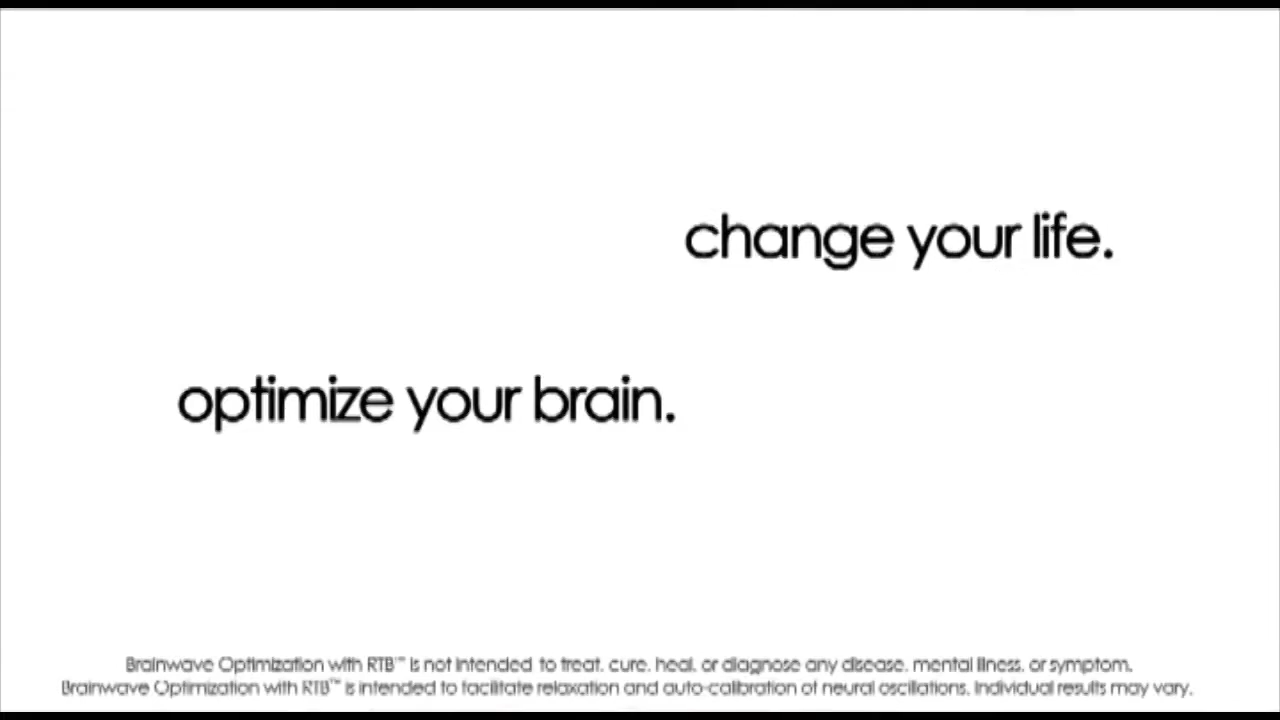 change your life.
optimize your brain.
Brainwave Optimization with RTB™ is not intended to treat, cure, heal, or diagnose any disease, mental illness, or symptom.
Brainwave Optimization with RTB™ is intended to facilitate relaxation and auto-calibration of neural oscillations. Individual results may vary.